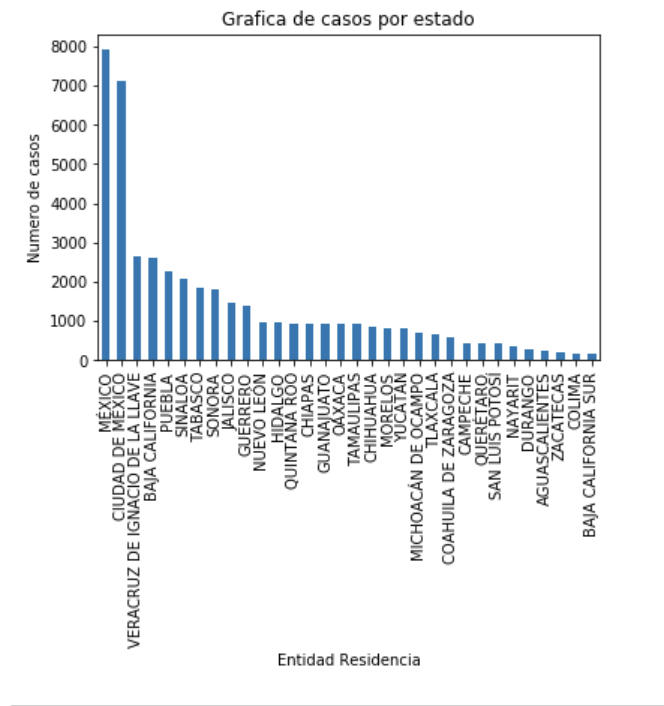 Grafica de casos por estado
8000
7000
6000
5000
4000
3000
2000
1000
0
Numero de casos
MÉXICO
CIUDAD DE MÉXICO
VERACRUZ DE IGNACIO DE LA LLAVE
BAJA CALIFORNIA
PUEBLA
SINALOA
TABASCO
SONORA
JALISCO
GUERRERO
NUEVO LEÓN
HIDALGO
QUINTANA ROO
CHIAPAS
GUANAJUATO
OAXACA
TAMAULIPAS
CHIHUAHUA
MORELOS
YUCATÁN
MICHOACÁN DE OCAMPO
TLAXCALA
COAHUILA DE ZARAGOZA
CAMPECHE
QUERÉTARO
SAN LUIS POTOSÍ
NAYARIT
DURANGO
AGUASCALIENTES
ZACATECAS
COLIMA
BAJA CALIFORNIA SUR
Entidad Residencia